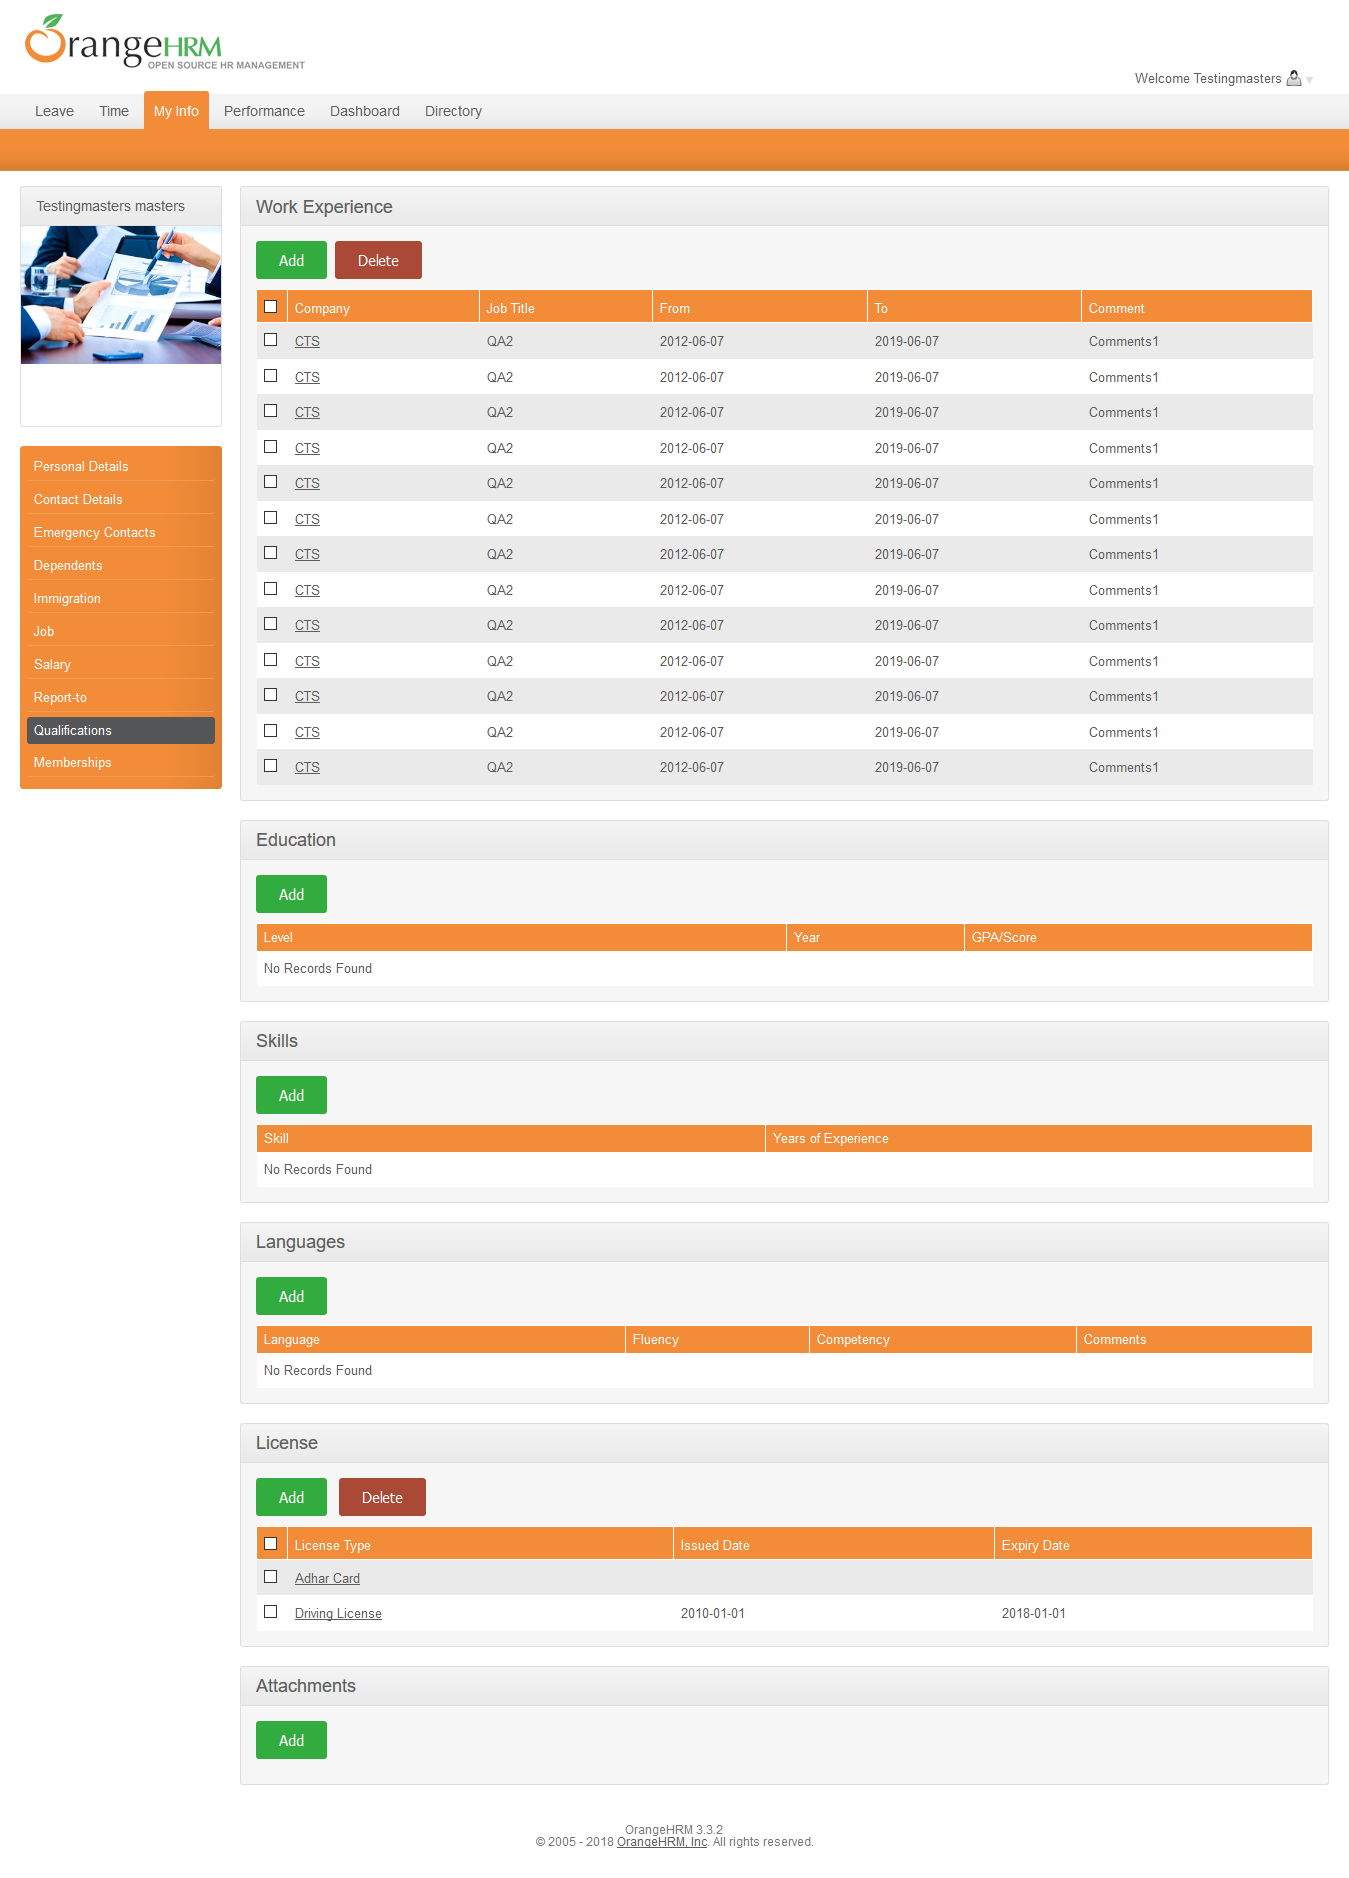 OrangeHRM
OPEN SOURCE HR MANAGEMENT
Welcome Testingmasters
Leave Time My Info Performance Dashboard Directory
Testingmasters masters
Personal Details
Contact Details
Emergency Contacts
Dependents
Immigration
Job
Salary
Report-to
Qualifications
Memberships
Work Experience
Add Delete
Company Job Title From To Comment
CTS QA2 2012-06-07 2019-06-07 Comments1
CTS QA2 2012-06-07 2019-06-07 Comments1
CTS QA2 2012-06-07 2019-06-07 Comments1
CTS QA2 2012-06-07 2019-06-07 Comments1
CTS QA2 2012-06-07 2019-06-07 Comments1
CTS QA2 2012-06-07 2019-06-07 Comments1
CTS QA2 2012-06-07 2019-06-07 Comments1
CTS QA2 2012-06-07 2019-06-07 Comments1
CTS QA2 2012-06-07 2019-06-07 Comments1
CTS QA2 2012-06-07 2019-06-07 Comments1
CTS QA2 2012-06-07 2019-06-07 Comments1
CTS QA2 2012-06-07 2019-06-07 Comments1
CTS QA2 2012-06-07 2019-06-07 Comments1
Education
Add
Level Year GPA/Score
No Records Found
Skills
Add
Skill Years of Experience
No Records Found
Languages
Add
Language Fluency Competency Comments
No Records Found
License
Add Delete
License Type Issued Date Expiry Date
Adhar Card
Driving License 2010-01-01 2018-01-01
Attachments
Add
OrangeHRM 3.3.2
© 2005 - 2018 OrangeHRM, Inc. All rights reserved.